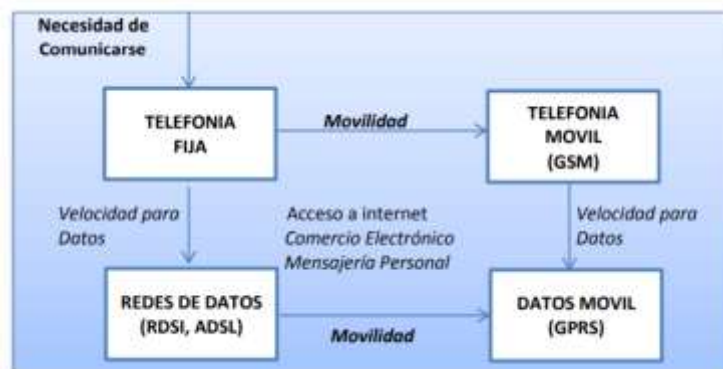 Necesidad de
Comunicarse
TELEFONIA
FIJA
Movilidad
TELEFONIA
MOVIL
(GSM)
Velocidad para
Datos
Acceso a internet
Comercio Electrónico
Mensajería Personal
Velocidad para
Datos
REDES DE DATOS
(RDSI, ADSL)
Movilidad
DATOS MOVIL
(GPRS)